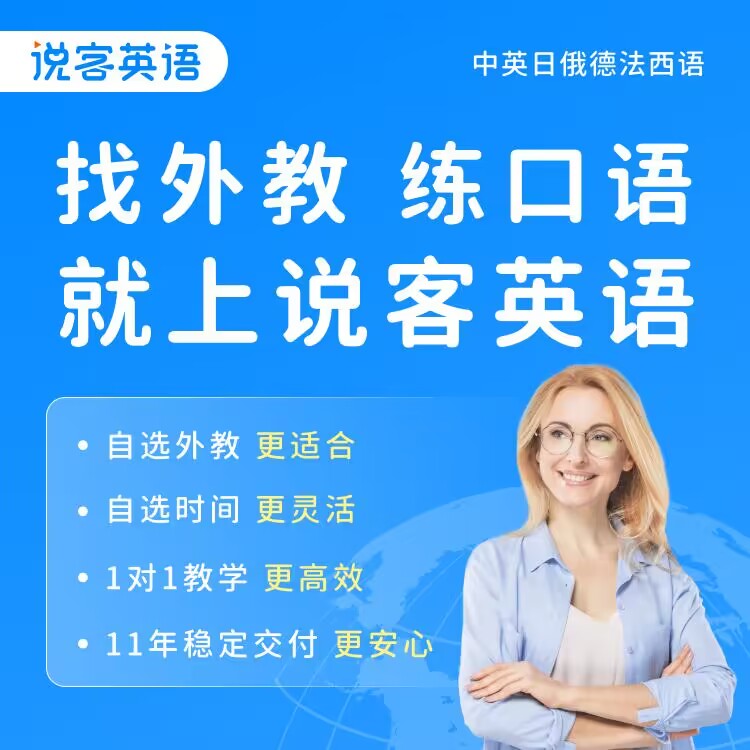 说客英语
中英日俄德法西语
找外教 练口语
就上说客英语
• 自选外教 更适合
• 自选时间 更灵活
• 1对1教学 更高效
• 11年稳定交付 更安心